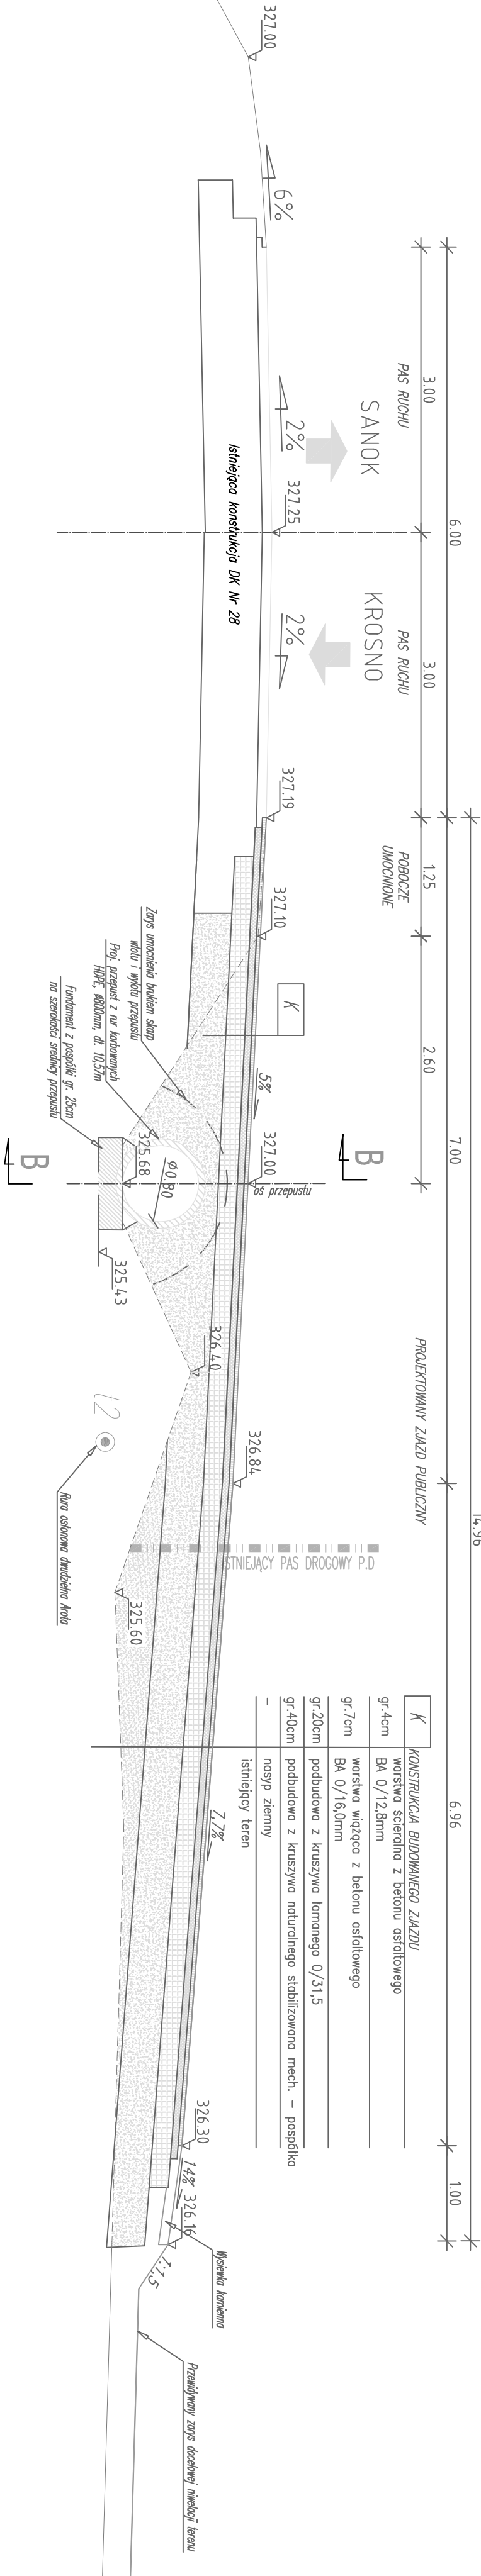 14.96
6.00
7.00
6.96
1.00
3.00
3.00
1.25
2.60
PAS RUCHU
PAS RUCHU
POBOCZE
UMOCNIONE
PROJEKTOWANY ZJAZD PUBLICZNY
SANOK
KROSNO
327.00
6%
2%
327.25
2%
327.19
327.10
K
5%
327.00
oś przepustu
B
326.84
ISTNIEJĄCY PAS DROGOWY P.D
K
KONSTRUKCJA BUDOWANEGO ZJAZDU
gr.4cm warstwa ścieralna z betonu asfaltowego
BA 0/12,8mm
gr.7cm warstwa wiążąca z betonu asfaltowego
BA 0/16,0mm
gr.20cm podbudowa z kruszywa łamanego 0/31,5
gr.40cm podbudowa z kruszywa naturalnego stabilizowana mech. – pospółka
– nasyp ziemny
istniejący teren
7,7%
326.30
14%
326.16
1:1,5
Wysiewka kamienna
Przewidywany zarys docelowej niwelacji terenu
Istniejąca konstrukcja DK Nr 28
Zarys umocnienia brukiem skarp
wlotu i wylotu przepustu
Proj. przepust z rur karbowanych
HDPE, ø800mm, dł. 10,57m
Fundament z pospółki gr. 25cm
na szerokości srednicy przepustu
325.68
Ø0.80
325.43
B
326.40
t2
Rura osłonowa dwudzielna Arota
325.60